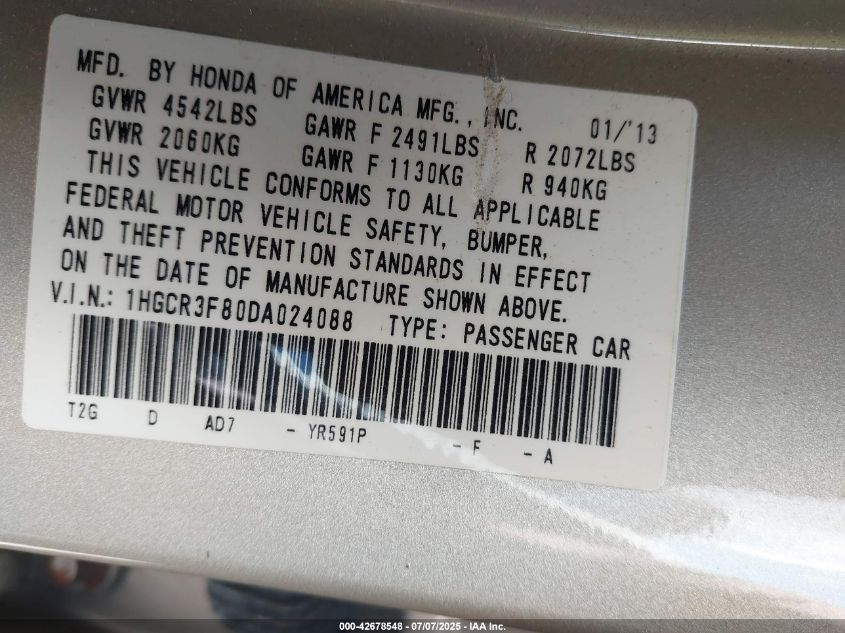 MFD. BY HONDA OF AMERICA MFG., INC. 01/'13
GVWR 4542LBS GAWR F 2491LBS R 2072LBS
GVWR 2060KG GAWR F 1130KG R 940KG
THIS VEHICLE CONFORMS TO ALL APPLICABLE
FEDERAL MOTOR VEHICLE SAFETY, BUMPER,
AND THEFT PREVENTION STANDARDS IN EFFECT
ON THE DATE OF MANUFACTURE SHOWN ABOVE.
V.I.N.: 1HGCR3F80DA024088 TYPE: PASSENGER CAR
T2G D AD7 - YR591P - F - A
000-42678548 - 07/07/2025 - IAA Inc.